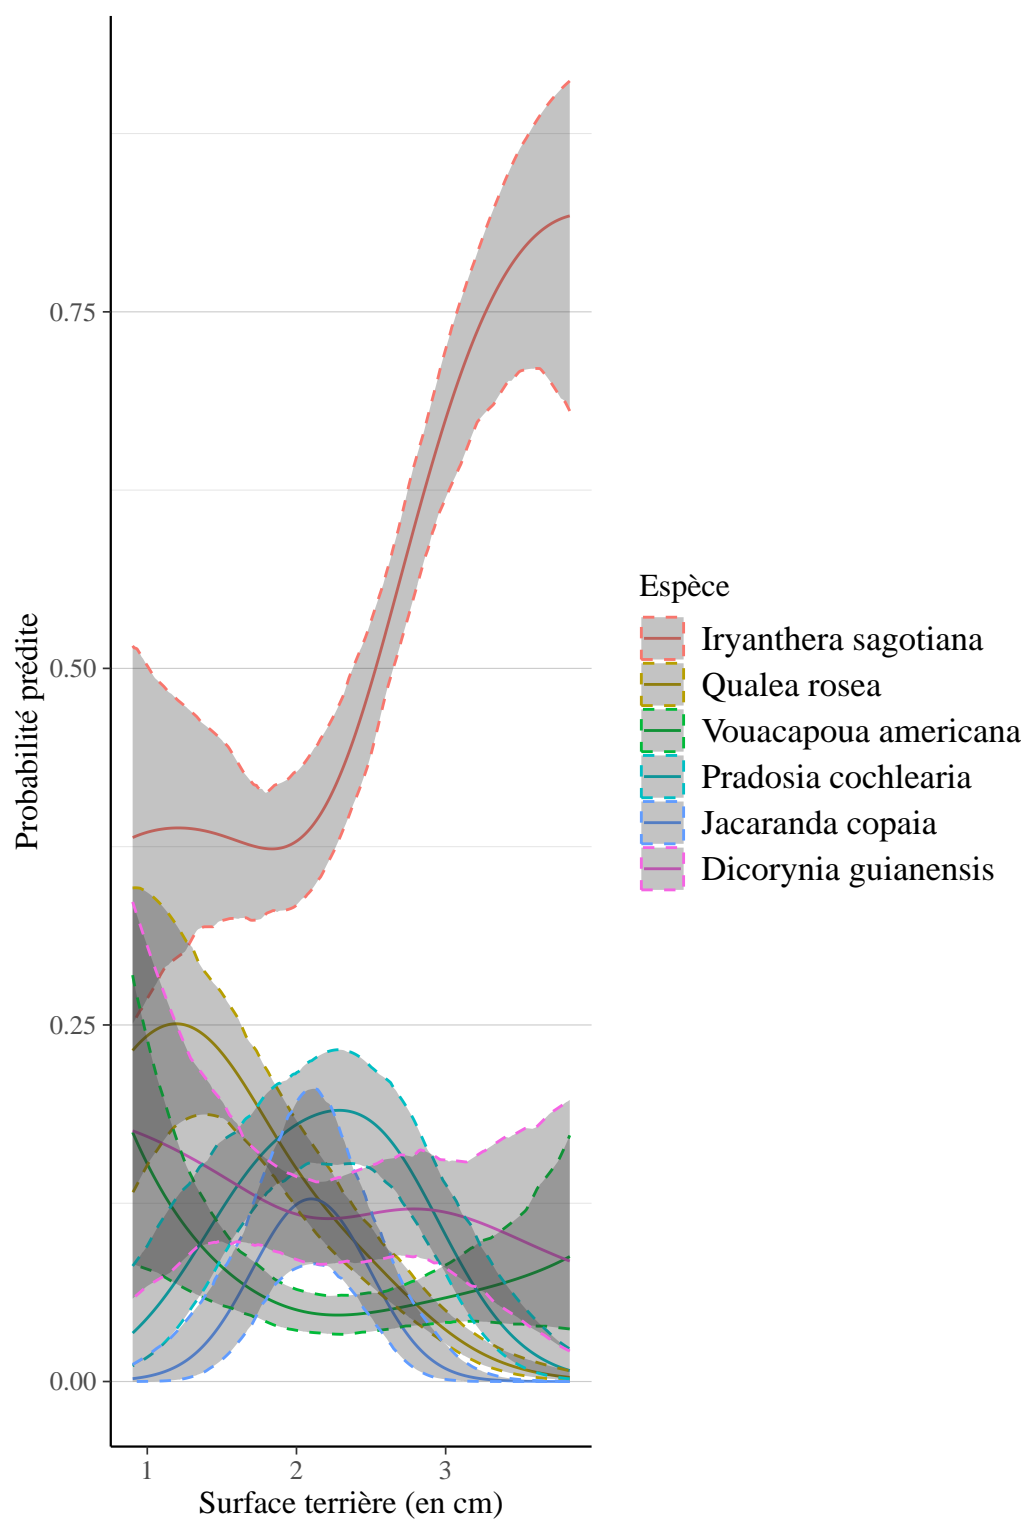 Probabilité prédite
0.75
0.50
0.25
0.00
1 2 3
Surface terrière (en cm)
Espèce
Iryanthera sagotiana
Qualea rosea
Vouacapoua americana
Pradosia cochlearia
Jacaranda copaia
Dicorynia guianensis